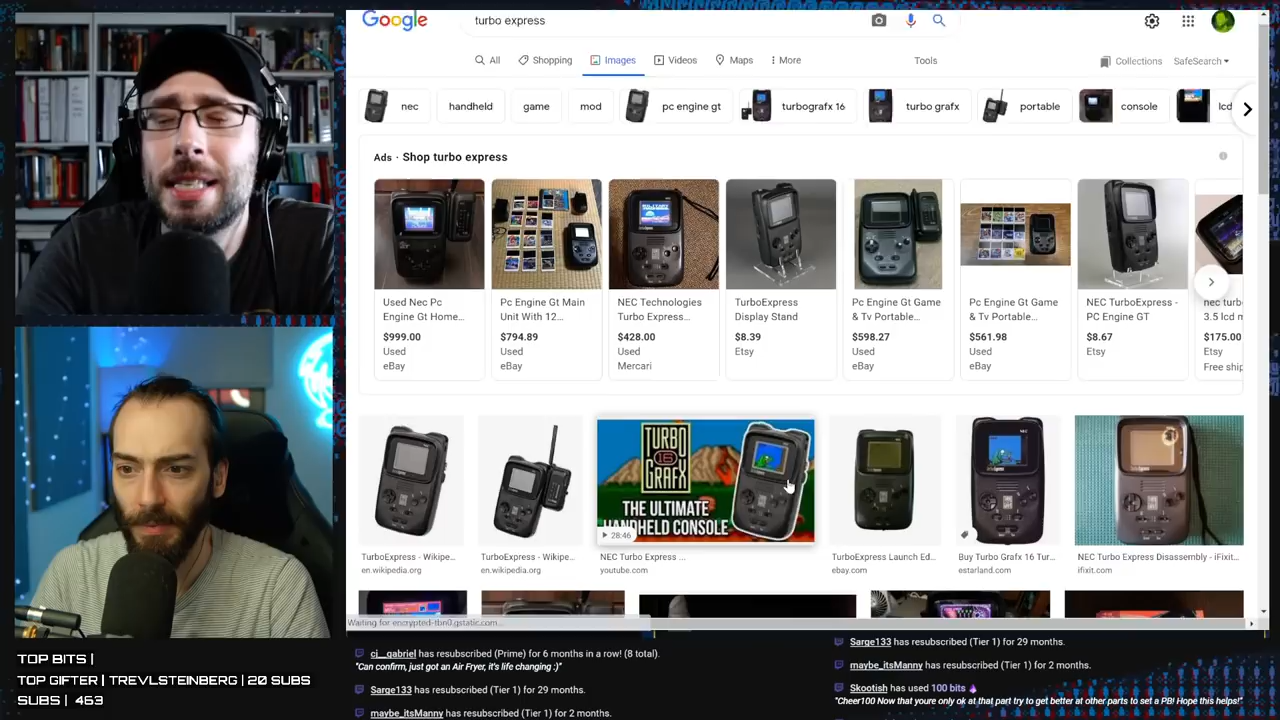 Google
turbo express
All
Shopping
Images
Videos
Maps
More
Tools
Collections
SafeSearch
nec
handheld
game
mod
pc engine gt
turbografx 16
turbo grafx
portable
console
lcd
Ads · Shop turbo express
Used Nec Pc
Engine Gt Home...
$999.00
Used
eBay
Pc Engine Gt Main
Unit With 12 ...
$794.89
Used
eBay
NEC Technologies
Turbo Express...
$428.00
Used
Mercari
TurboExpress
Display Stand
$8.39
Etsy
Pc Engine Gt Game
& Tv Portable...
$598.27
Used
eBay
Pc Engine Gt Game
& Tv Portable...
$561.98
Used
eBay
NEC TurboExpress -
PC Engine GT
$8.67
Etsy
nec turb
3.5 lcd m
$175.00
Etsy
Free ship
TURBO
16
GRAFX
THE ULTIMATE
HANDHELD CONSOLE
28:46
NEC
TurboExpress - Wikipe...
en.wikipedia.org
TurboExpress - Wikipe...
en.wikipedia.org
NEC Turbo Express ...
youtube.com
TurboExpress Launch Ed...
ebay.com
Buy Turbo Grafx 16 Tur...
estarland.com
NEC Turbo Express Disassembly - iFixit...
ifixit.com
Waiting for encrypted-tbn0.gstatic.com...
TOP BITS |
TOP GIFTER | TREVLSTEINBERG | 20 SUBS
SUBS | 463
cj_gabriel has resubscribed (Prime) for 6 months in a row! (8 total).
"Can confirm, just got an Air Fryer, it's life changing :)"
Sarge133 has resubscribed (Tier 1) for 29 months.
maybe_itsManny has resubscribed (Tier 1) for 2 months.
Sarge133 has resubscribed (Tier 1) for 29 months.
maybe_itsManny has resubscribed (Tier 1) for 2 months.
Skootish has used 100 bits
"Cheer100 Now that youre only ok at that part try to get better at other parts to set a PB! Hope this helps!"